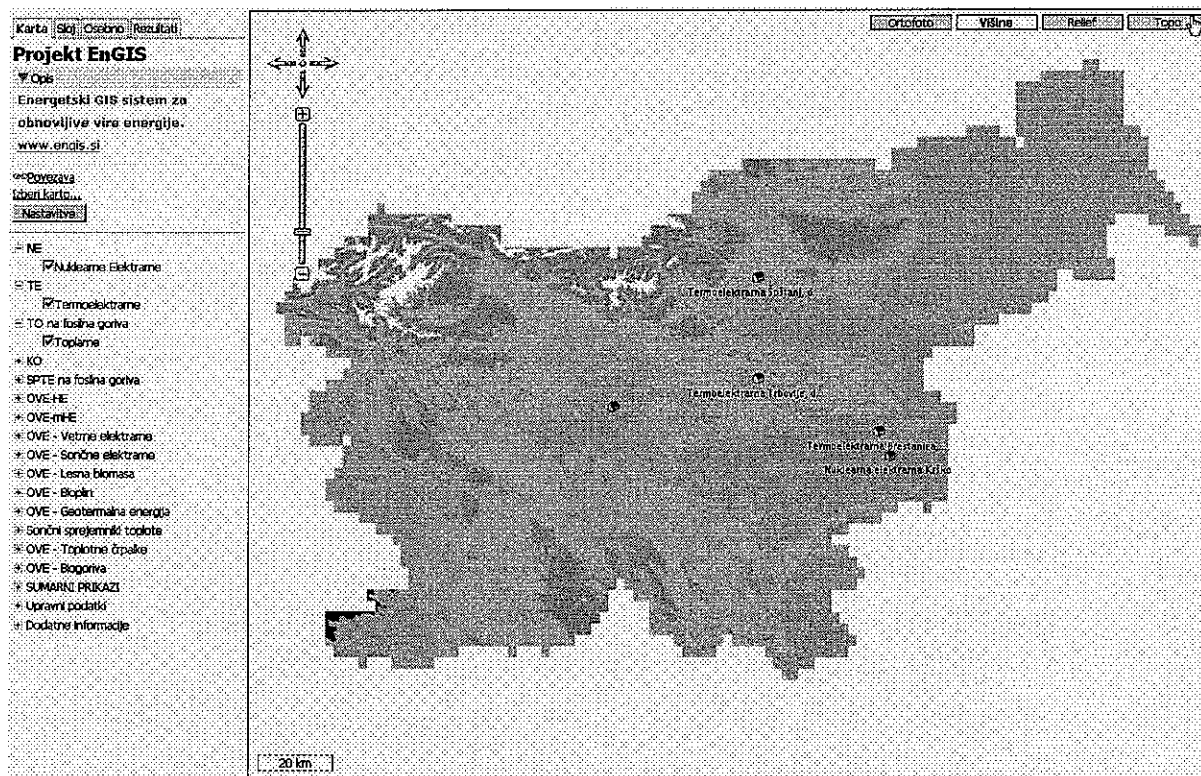 Karta Sloj Osebno Rezultati
Projekt EnGIS
Opis
Energetski GIS sistem za
obnovljive vire energije.
www.engis.si
Povezava
Izberi karto...
Nastavitve
NE
Nuklearne Elektrarne
TE
Termoelektrarne
TO na fosilna goriva
Toplarne
KO
SPTE na fosilna goriva
OVE-HE
OVE-mHE
OVE - Vetrne elektrarne
OVE - Sončne elektrarne
OVE - Lesna biomasa
OVE - Bioplin
OVE - Geotermalna energija
Sončni sprejemniki toplote
OVE - Toplotne črpalke
OVE - Biogoriva
SUMARNI PRIKAZI
Upravni podatki
Dodatne informacije
Ortofoto Višine Relief Topo
Termoelektrarna Šoštanj, d...
Termoelektrarna Trbovlje, d...
Termoelektrarna Brestanica,
Nuklearna elektrarna Krško
20 km